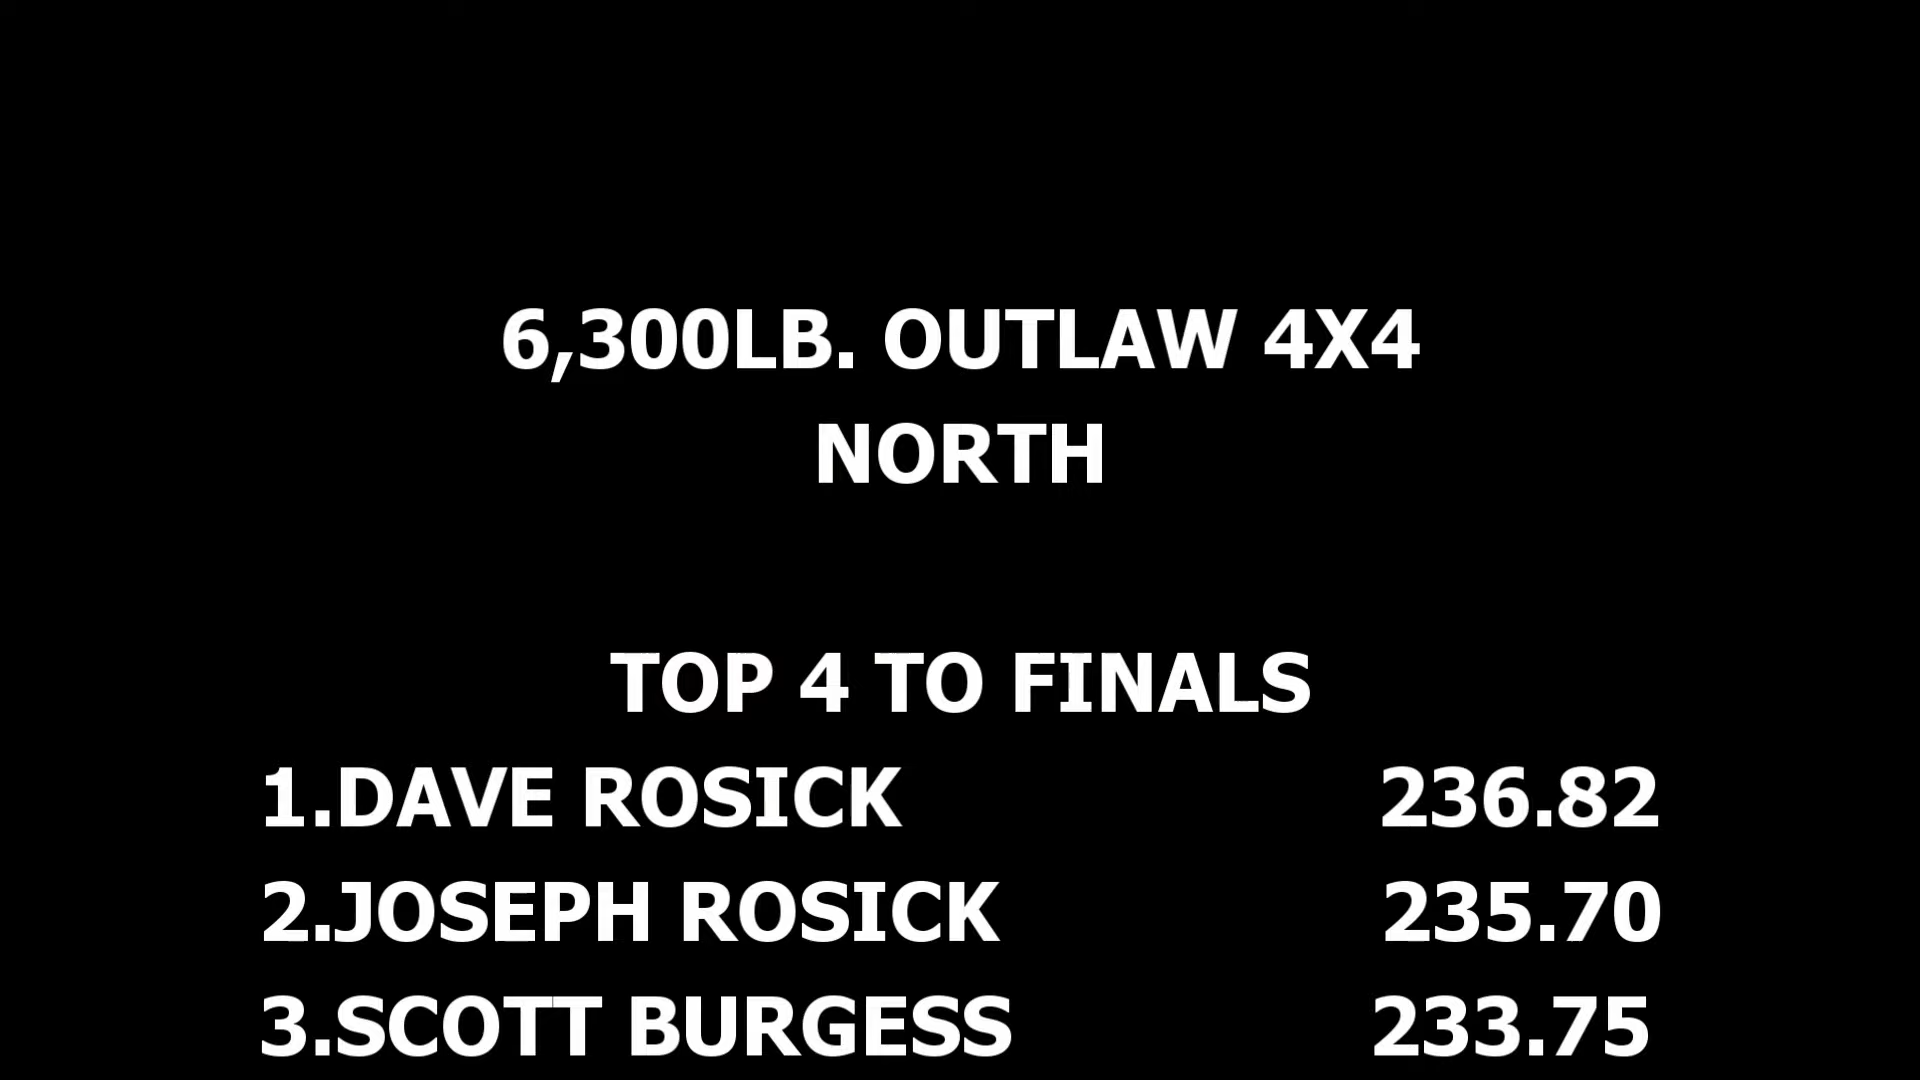 6,300LB. OUTLAW 4X4
NORTH
TOP 4 TO FINALS
1.DAVE ROSICK 236.82
2.JOSEPH ROSICK 235.70
3.SCOTT BURGESS 233.75